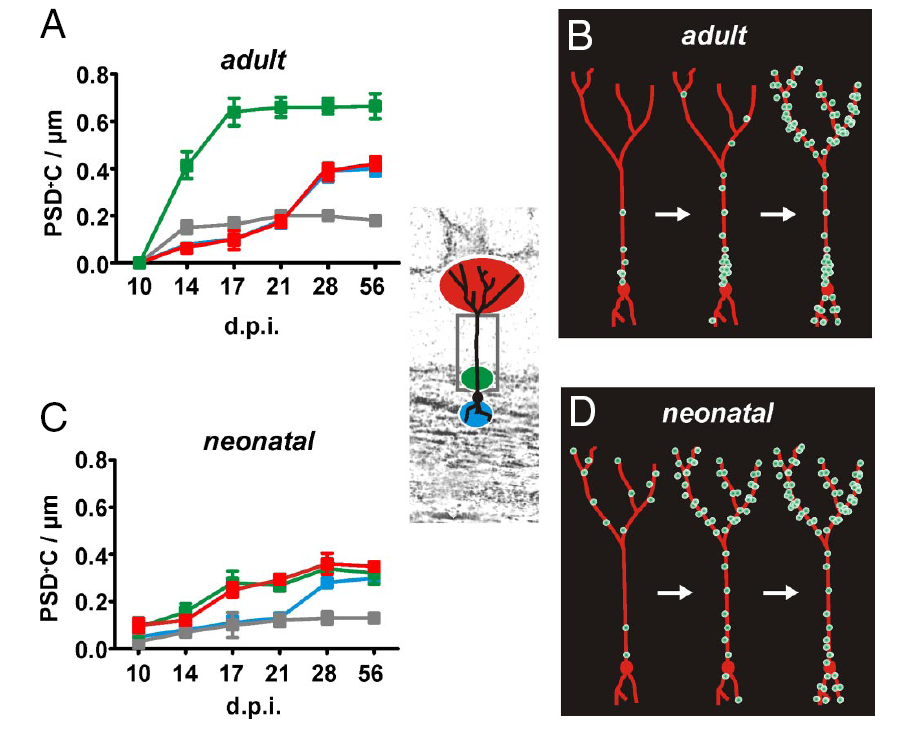 A
adult
PSD⁺C / µm
0.8
0.6
0.4
0.2
0.0
10 14 17 21 28 56
d.p.i.
B
adult
C
neonatal
PSD⁺C / µm
0.8
0.6
0.4
0.2
0.0
10 14 17 21 28 56
d.p.i.
D
neonatal